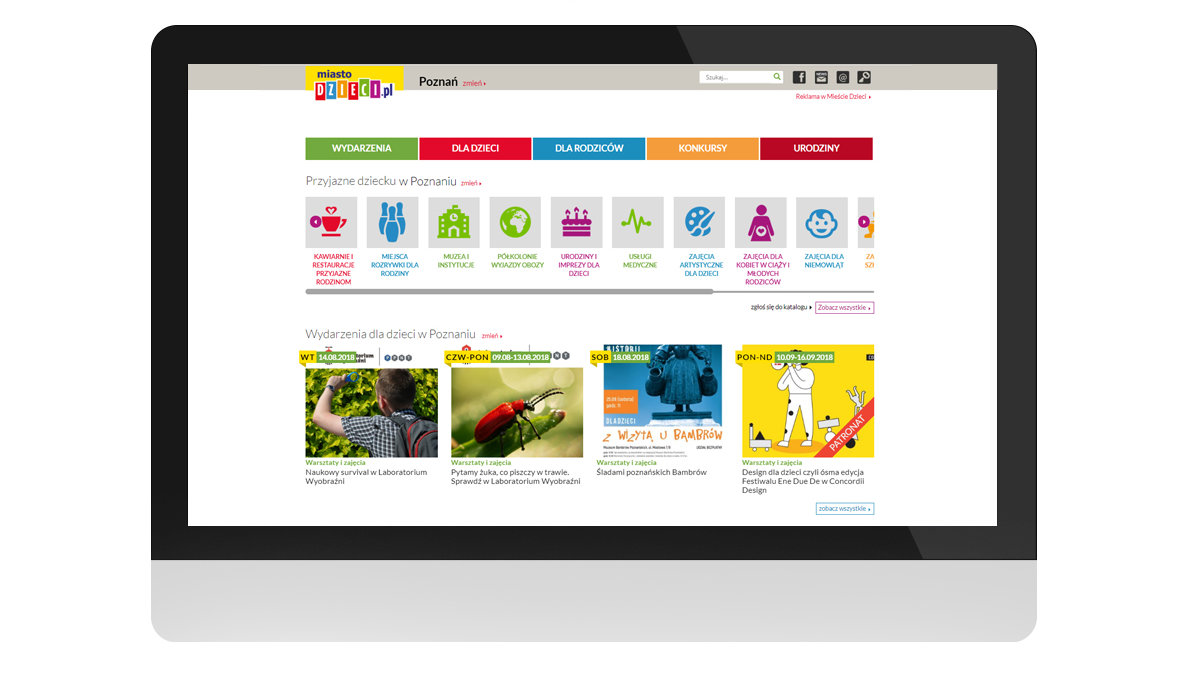 miasto
DZIECI.pl
Poznań zmień
Szukaj...
Reklama w Mieście Dzieci
WYDARZENIA DLA DZIECI DLA RODZICÓW KONKURSY URODZINY
Przyjazne dziecku w Poznaniu zmień
KAWIARNIE I
RESTAURACJE
PRZYJAZNE
RODZINOM
MIEJSCA
ROZRYWKI DLA
RODZINY
MUZEA I
INSTYTUCJE
PÓŁKOLONIE
WYJAZDY OBOZY
URODZINY I
IMPREZY DLA
DZIECI
USŁUGI
MEDYCZNE
ZAJĘCIA
ARTYSTYCZNE
DLA DZIECI
ZAJĘCIA DLA
KOBIET W CIĄŻY I
MŁODYCH
RODZICÓW
ZAJĘCIA DLA
NIEMOWLĄT
ZA
zgłoś się do katalogu Zobacz wszystkie
Wydarzenia dla dzieci w Poznaniu zmień
WT 14.08.2018
PPNT
Warsztaty i zajęcia
Naukowy survival w Laboratorium
Wyobraźni
CZW-PON 09.08-13.08.2018
Warsztaty i zajęcia
Pytamy żuka, co piszczy w trawie.
Sprawdź w Laboratorium Wyobraźni
HISTORII
SOB 18.08.2018
DLA DZIECI
Z WIZYTĄ U BAMBRÓW
Warsztaty i zajęcia
Śladami poznańskich Bambrów
PON-ND 10.09-16.09.2018
PATRONAT
Warsztaty i zajęcia
Design dla dzieci czyli ósma edycja
Festiwalu Ene Due De w Concordii
Design
zobacz wszystkie